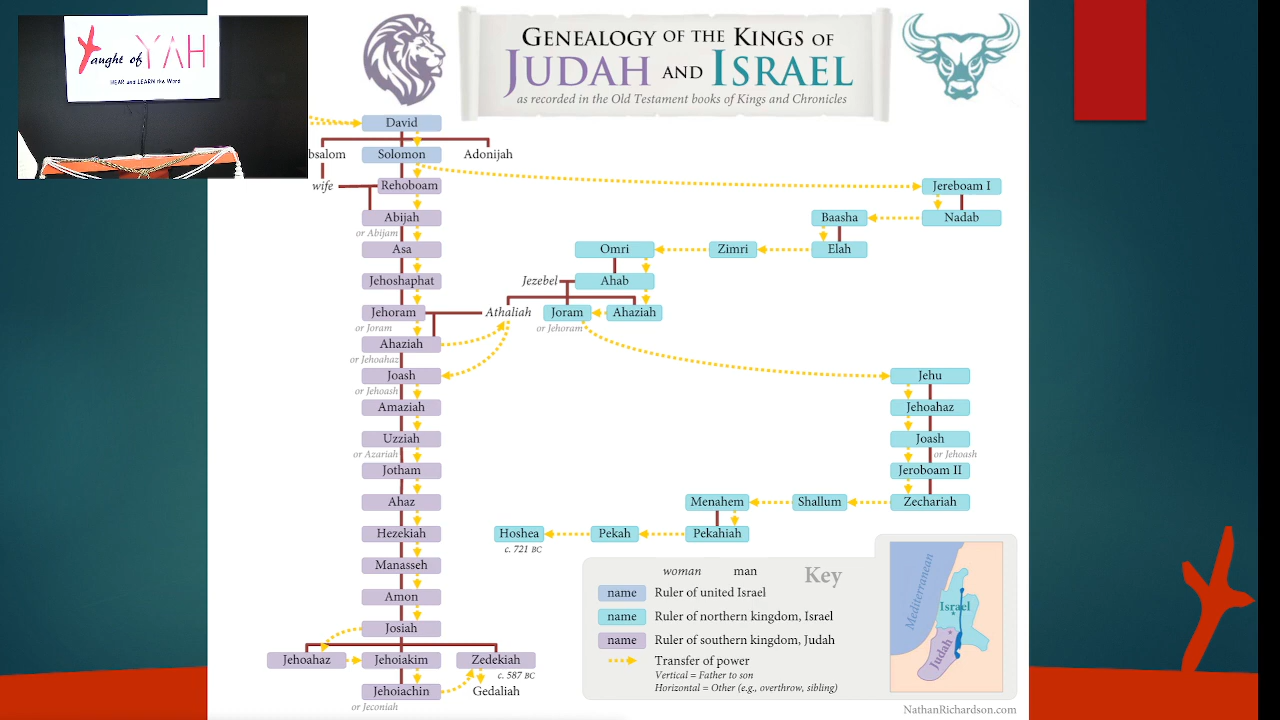 Taught of YAH
HEAR and LEARN the Word
GENEALOGY OF THE KINGS OF
JUDAH AND ISRAEL
as recorded in the Old Testament books of Kings and Chronicles
David
bsalom Solomon Adonijah
wife Rehoboam Jereboam I
Abijah Baasha Nadab
or Abijam
Asa Omri Zimri Elah
Jehoshaphat Jezebel Ahab
Jehoram Athaliah Joram Ahaziah
or Joram or Jehoram
Ahaziah
or Jehoahaz
Joash Jehu
or Jehoash
Amaziah Jehoahaz
Uzziah Joash
or Azariah or Jehoash
Jotham Jeroboam II
Ahaz Menahem Shallum Zechariah
Hezekiah Hoshea Pekah Pekahiah
c. 721 BC
Manasseh
Amon
Josiah
Jehoahaz Jehoiakim Zedekiah
c. 587 BC
Jehoiachin Gedaliah
or Jeconiah
woman man Key
name Ruler of united Israel
name Ruler of northern kingdom, Israel
name Ruler of southern kingdom, Judah
Transfer of power
Vertical = Father to son
Horizontal = Other (e.g., overthrow, sibling)
Mediterranean
Israel
Judah
NathanRichardson.com